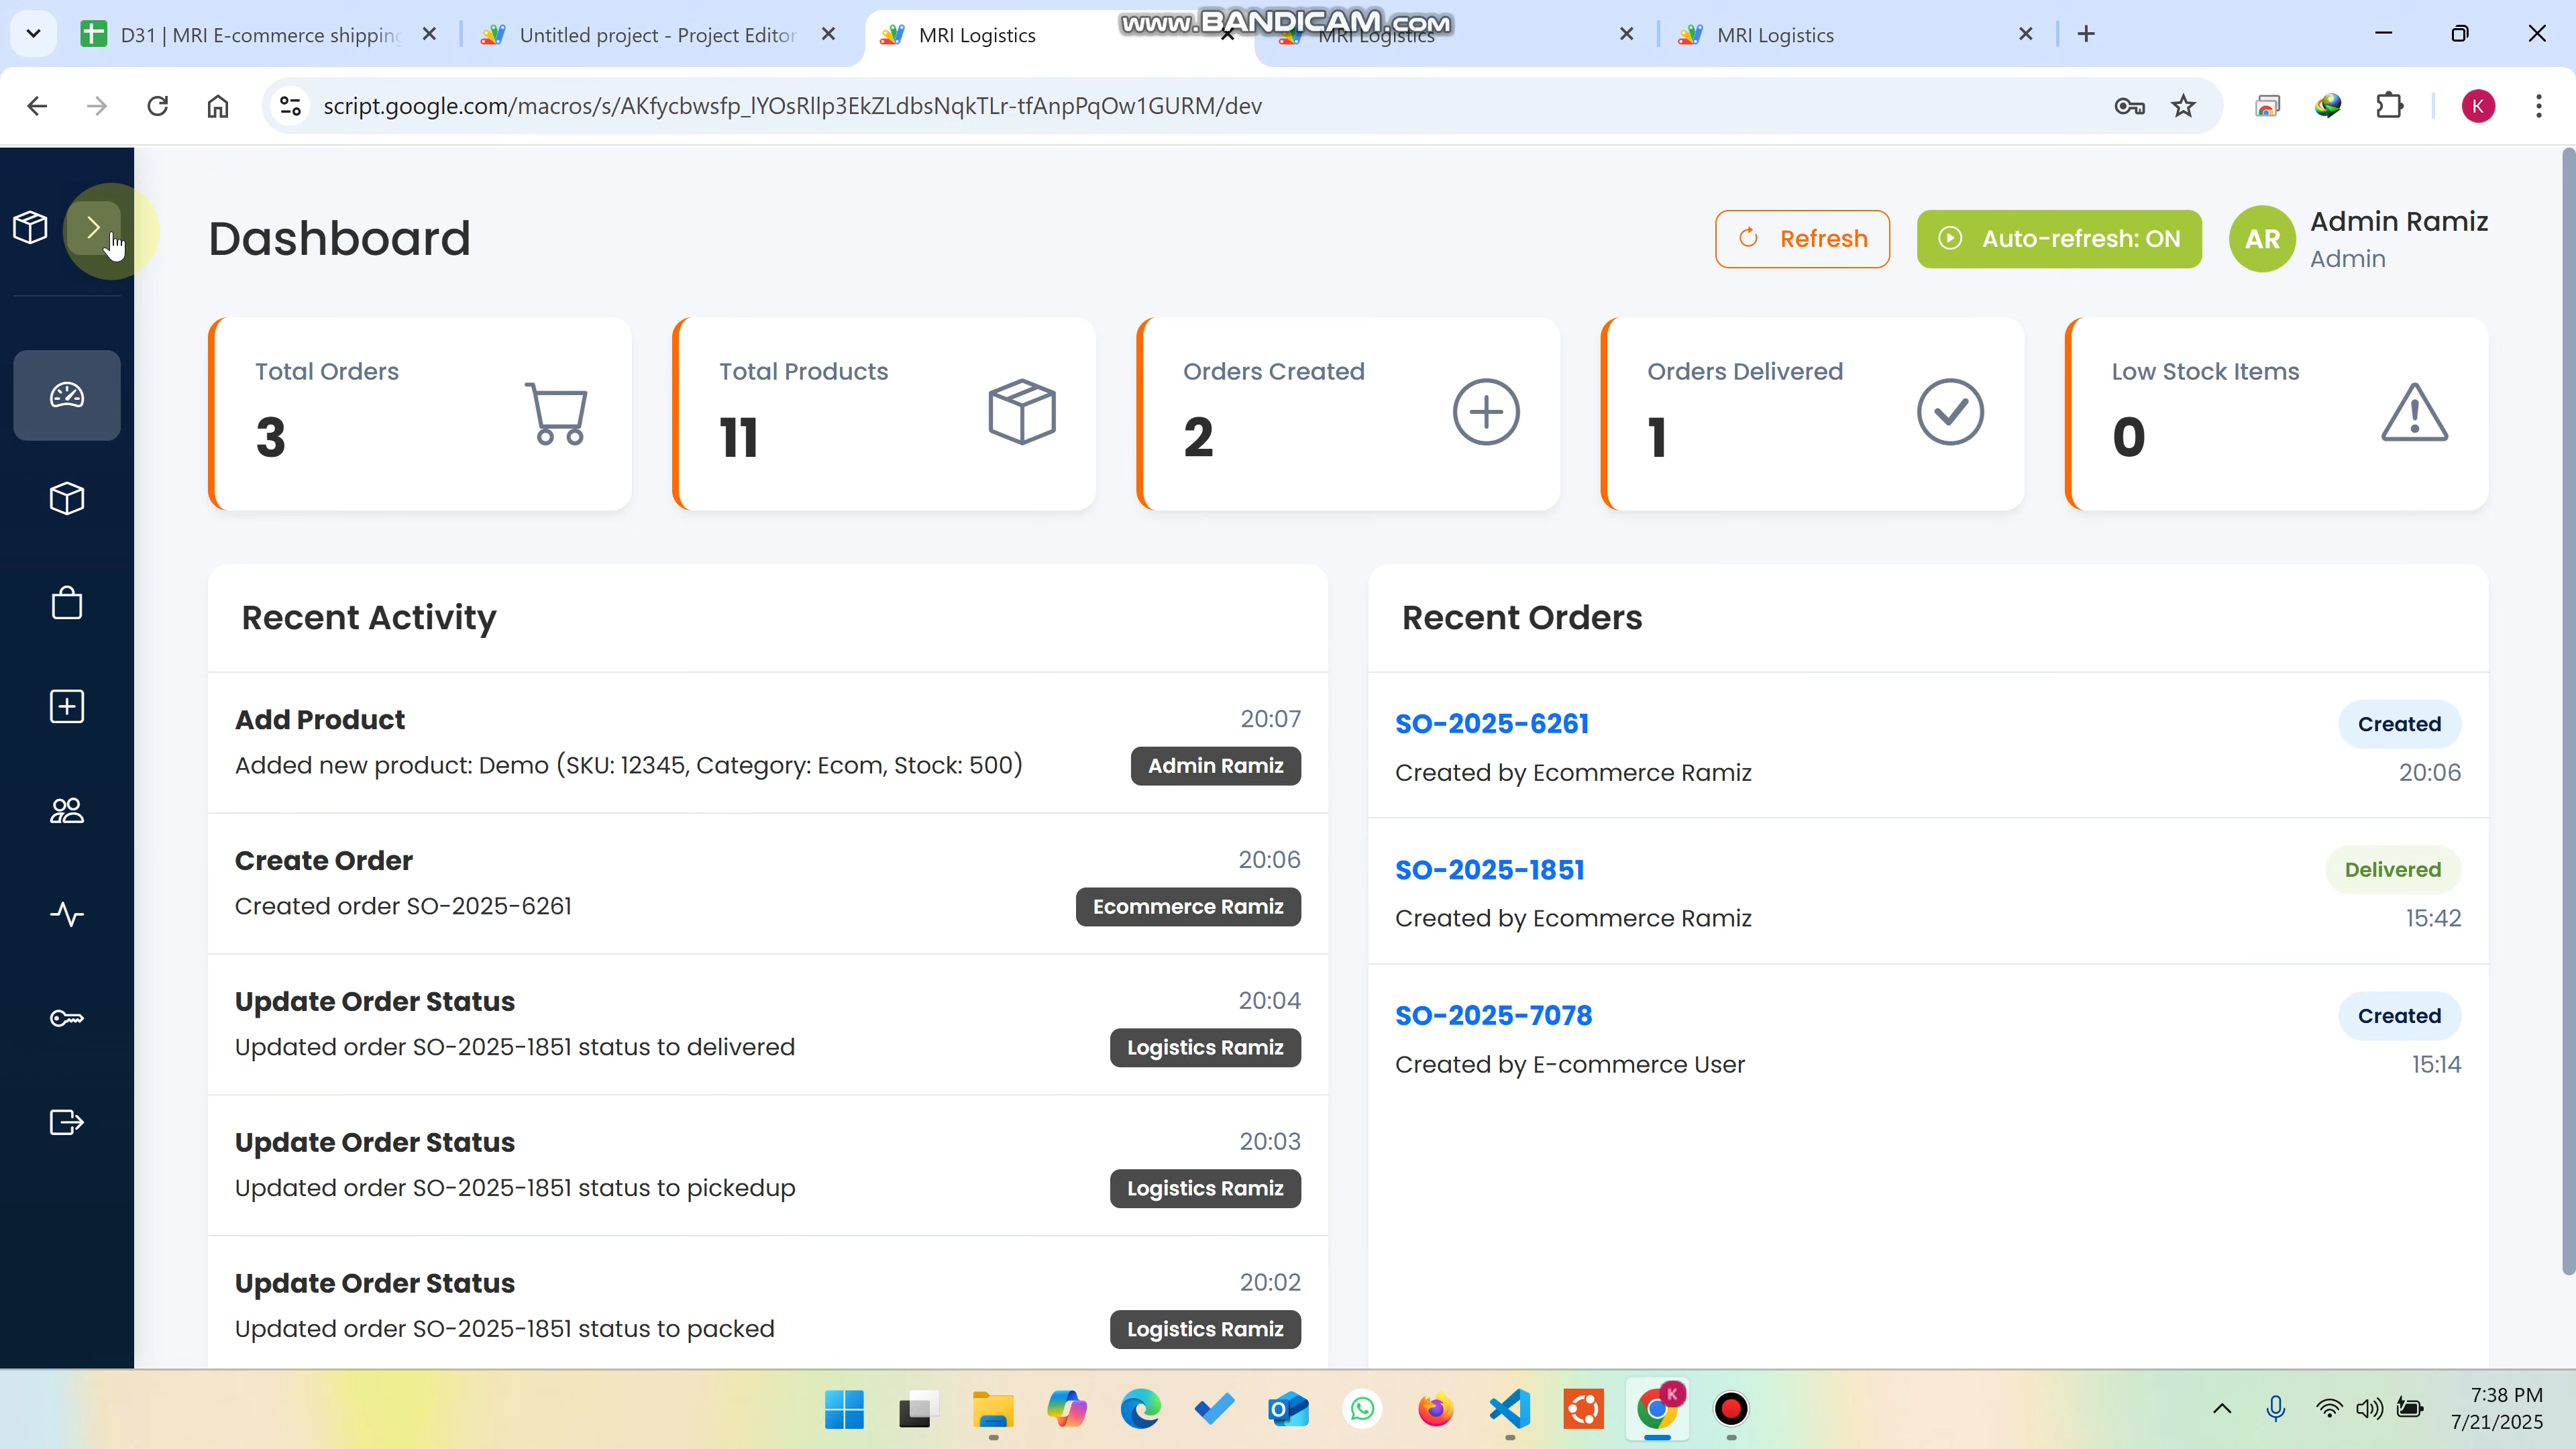 D31 | MRI E-commerce shipping
Untitled project - Project Editor
MRI Logistics
MRI Logistics
MRI Logistics
www.BANDICAM.com
script.google.com/macros/s/AKfycbwsfp_lYOsRllp3EkZLdbsNqkTLr-tfAnpPqOw1GURM/dev
K
Dashboard
Refresh
Auto-refresh: ON
AR
Admin Ramiz
Admin
Total Orders
3
Total Products
11
Orders Created
2
Orders Delivered
1
Low Stock Items
0
Recent Activity
Add Product
20:07
Added new product: Demo (SKU: 12345, Category: Ecom, Stock: 500)
Admin Ramiz
Create Order
20:06
Created order SO-2025-6261
Ecommerce Ramiz
Update Order Status
20:04
Updated order SO-2025-1851 status to delivered
Logistics Ramiz
Update Order Status
20:03
Updated order SO-2025-1851 status to pickedup
Logistics Ramiz
Update Order Status
20:02
Updated order SO-2025-1851 status to packed
Logistics Ramiz
Recent Orders
SO-2025-6261
Created
Created by Ecommerce Ramiz
20:06
SO-2025-1851
Delivered
Created by Ecommerce Ramiz
15:42
SO-2025-7078
Created
Created by E-commerce User
15:14
K
7:38 PM
7/21/2025